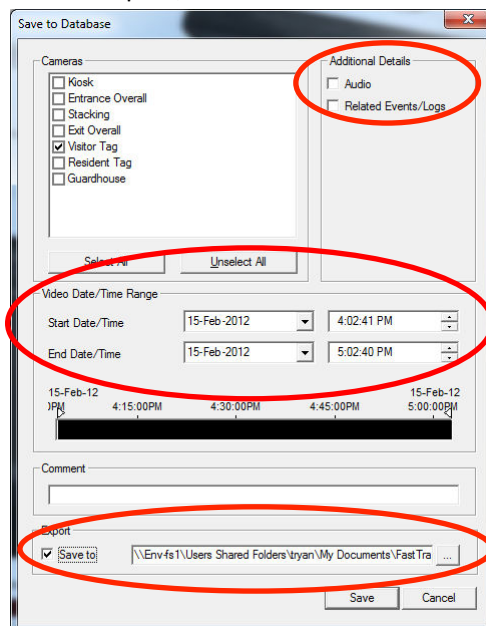 Save to Database
Cameras
Additional Details
Kiosk
Entrance Overall
Stacking
Exit Overall
Visitor Tag
Resident Tag
Guardhouse
Audio
Related Events/Logs
Select All
Unselect All
Video Date/Time Range
Start Date/Time 15-Feb-2012 4:02:41 PM
End Date/Time 15-Feb-2012 5:02:40 PM
15-Feb-12 15-Feb-12
PM 4:15:00PM 4:30:00PM 4:45:00PM 5:00:00PM
Comment
Export
Save to \\Env-fs1\Users Shared Folders\tryan\My Documents\FastTra ...
Save Cancel